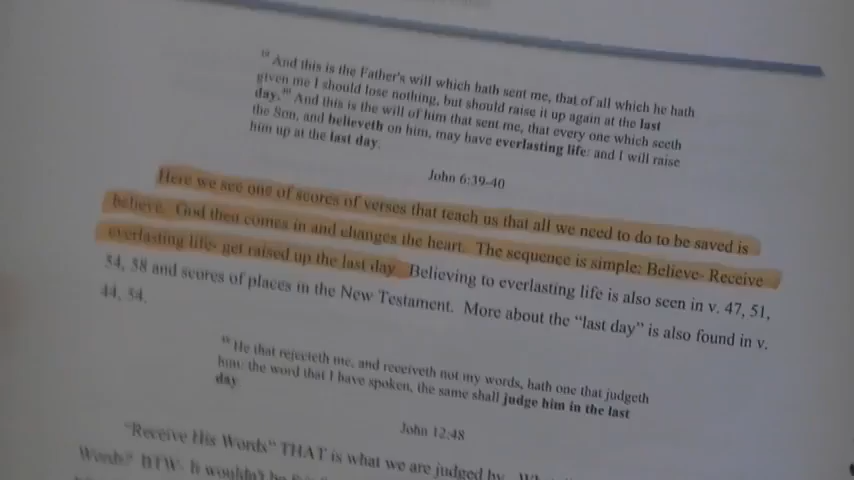 39 And this is the Father's will which hath sent me, that of all which he hath
given me I should lose nothing, but should raise it up again at the last
day. 40 And this is the will of him that sent me, that every one which seeth
the Son, and believeth on him, may have everlasting life: and I will raise
him up at the last day.
John 6:39-40
Here we see one of scores of verses that teach us that all we need to do to be saved is
believe. God then comes in and changes the heart. The sequence is simple: Believe- Receive
everlasting life- get raised up the last day. Believing to everlasting life is also seen in v. 47, 51,
54, 58 and scores of places in the New Testament. More about the "last day" is also found in v.
44, 54.
48 He that rejecteth me, and receiveth not my words, hath one that judgeth
him: the word that I have spoken, the same shall judge him in the last
day.
John 12:48
"Receive His Words" THAT is what we are judged by.
Words?" BTW- It wouldn't be